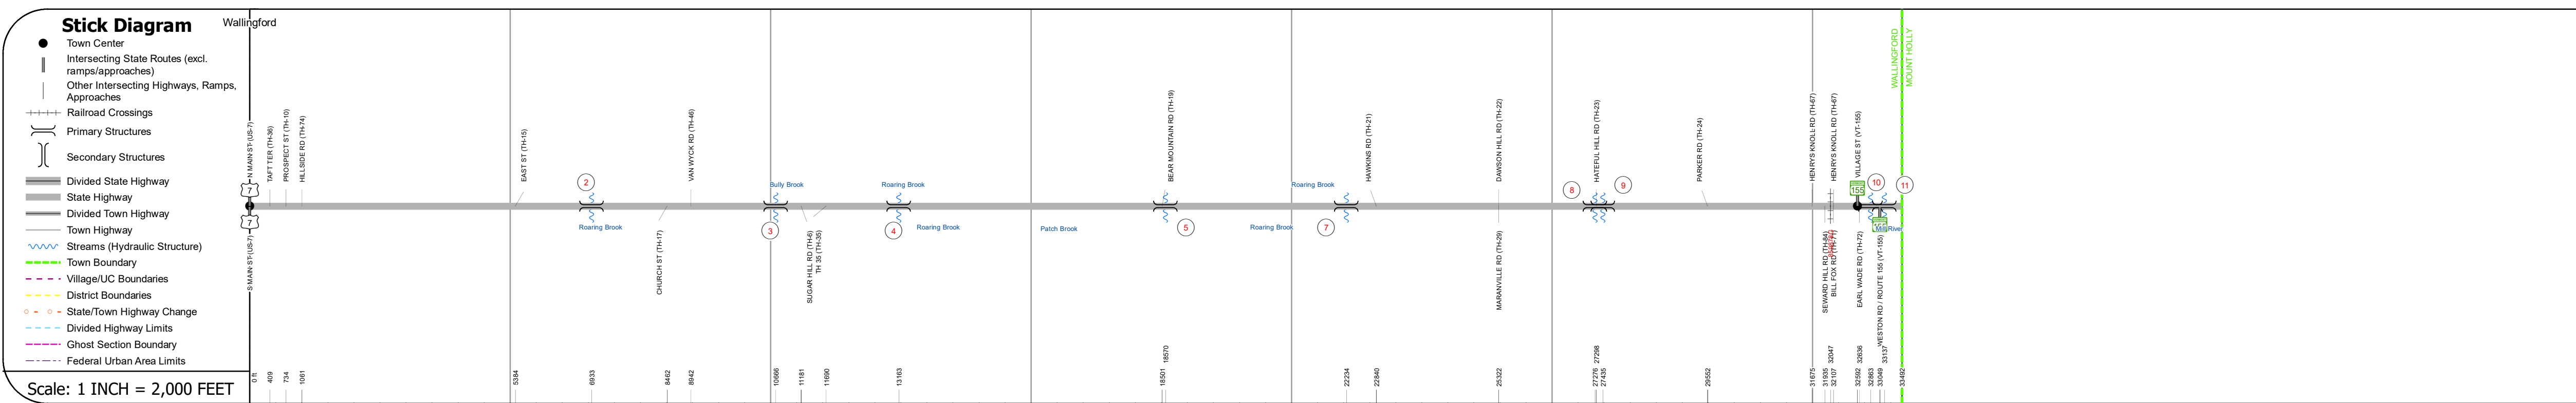 Stick Diagram
Town Center
Intersecting State Routes (excl.
ramps/approaches)
Other Intersecting Highways, Ramps,
Approaches
Railroad Crossings
Primary Structures
Secondary Structures
Divided State Highway
State Highway
Divided Town Highway
Town Highway
Streams (Hydraulic Structure)
Town Boundary
Village/UC Boundaries
District Boundaries
State/Town Highway Change
Divided Highway Limits
Ghost Section Boundary
Federal Urban Area Limits
Scale: 1 INCH = 2,000 FEET
Wallingford
N MAIN ST (US-7)
TAFT TER (TH-36)
PROSPECT ST (TH-10)
HILLSIDE RD (TH-74)
EAST ST (TH-15)
VAN WYCK RD (TH-46)
BEAR MOUNTAIN RD (TH-19)
HAWKINS RD (TH-21)
DAWSON HILL RD (TH-22)
HATEFUL HILL RD (TH-23)
PARKER RD (TH-24)
HENRYS KNOLL RD (TH-67)
HENRYS KNOLL RD (TH-67)
VILLAGE ST (VT-155)
WALLINGFORD
MOUNT HOLLY
7
7
2
Bully Brook
Roaring Brook
Roaring Brook
8
9
155
10
11
Roaring Brook
3
4
Roaring Brook
Patch Brook
5
Roaring Brook
7
Mill River
S MAIN ST (US-7)
CHURCH ST (TH-17)
SUGAR HILL RD (TH-6)
TH 35 (TH-35)
MARANVILLE RD (TH-29)
SEWARD HILL RD (TH-84)
BILL FOX RD (TH-71)
EARL WADE RD (TH-72)
WESTON RD / ROUTE 155 (VT-155)
0 ft
409
734
1061
5384
6933
8462
8942
10666
11181
11690
13163
18501
18570
22234
22840
25322
27276
27298
27435
29552
31675
31935
32047
32107
32592
32636
32863
33049
33137
33492